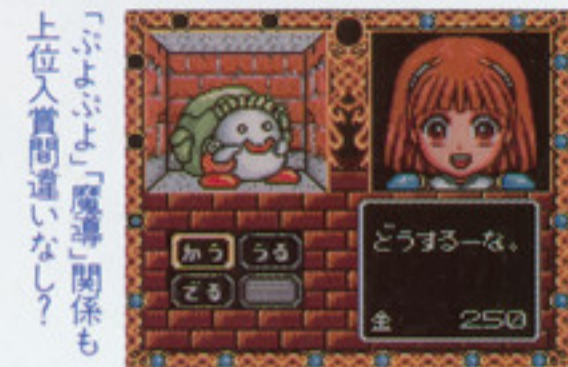 「ぷよぷよ」「魔導」関係も
上位入賞間違いなし？
かう うる
でる
どうするーな。
金 250